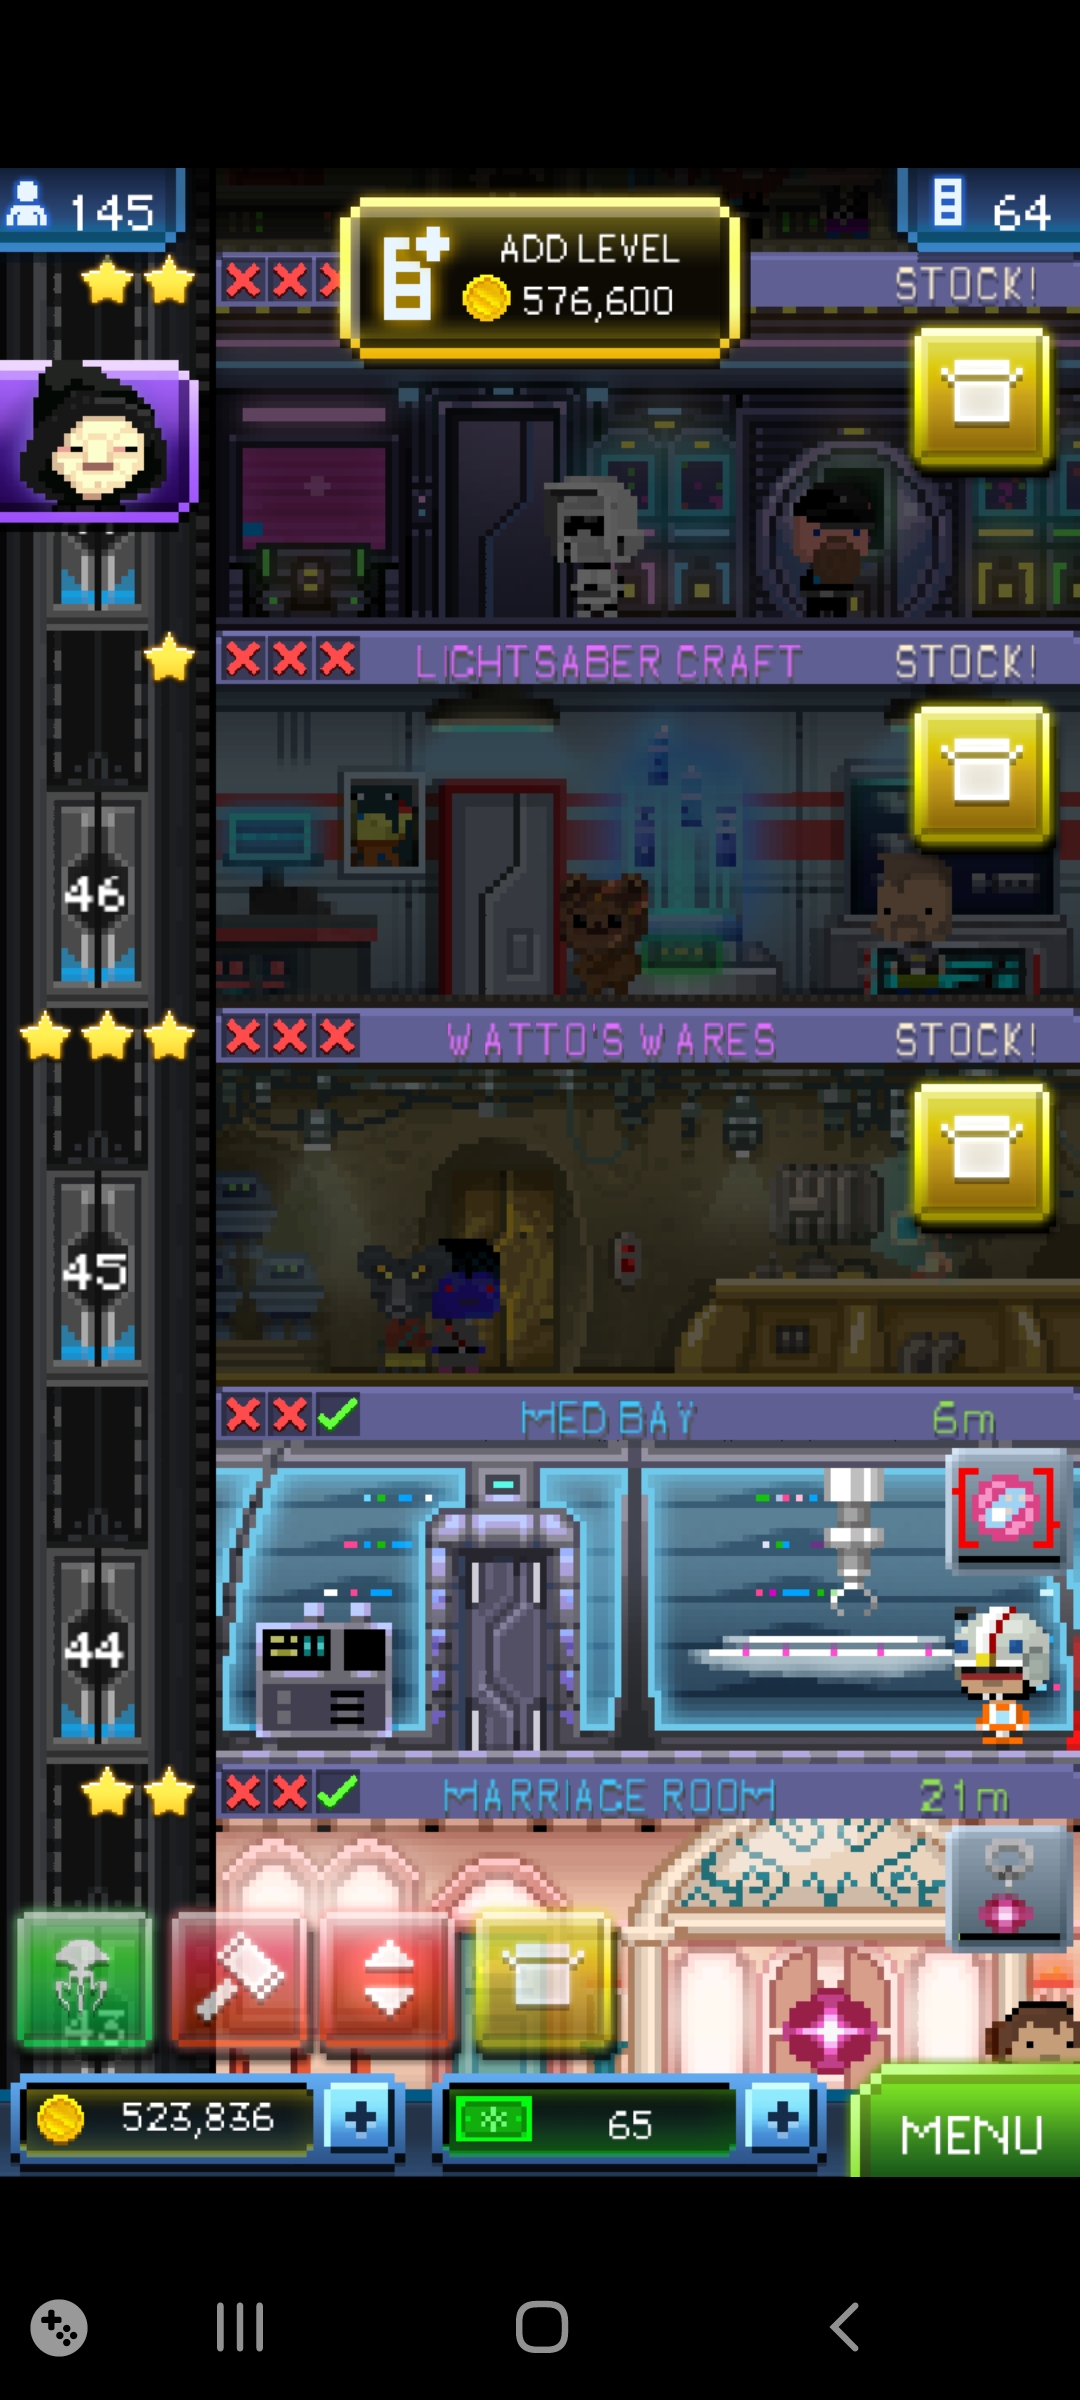 145
64
ADD LEVEL
576,600
STOCK!
LIGHTSABER CRAFT
STOCK!
46
WATTO'S WARES
STOCK!
45
MED BAY
6m
44
MARRIAGE ROOM
21m
43
523,836
65
MENU